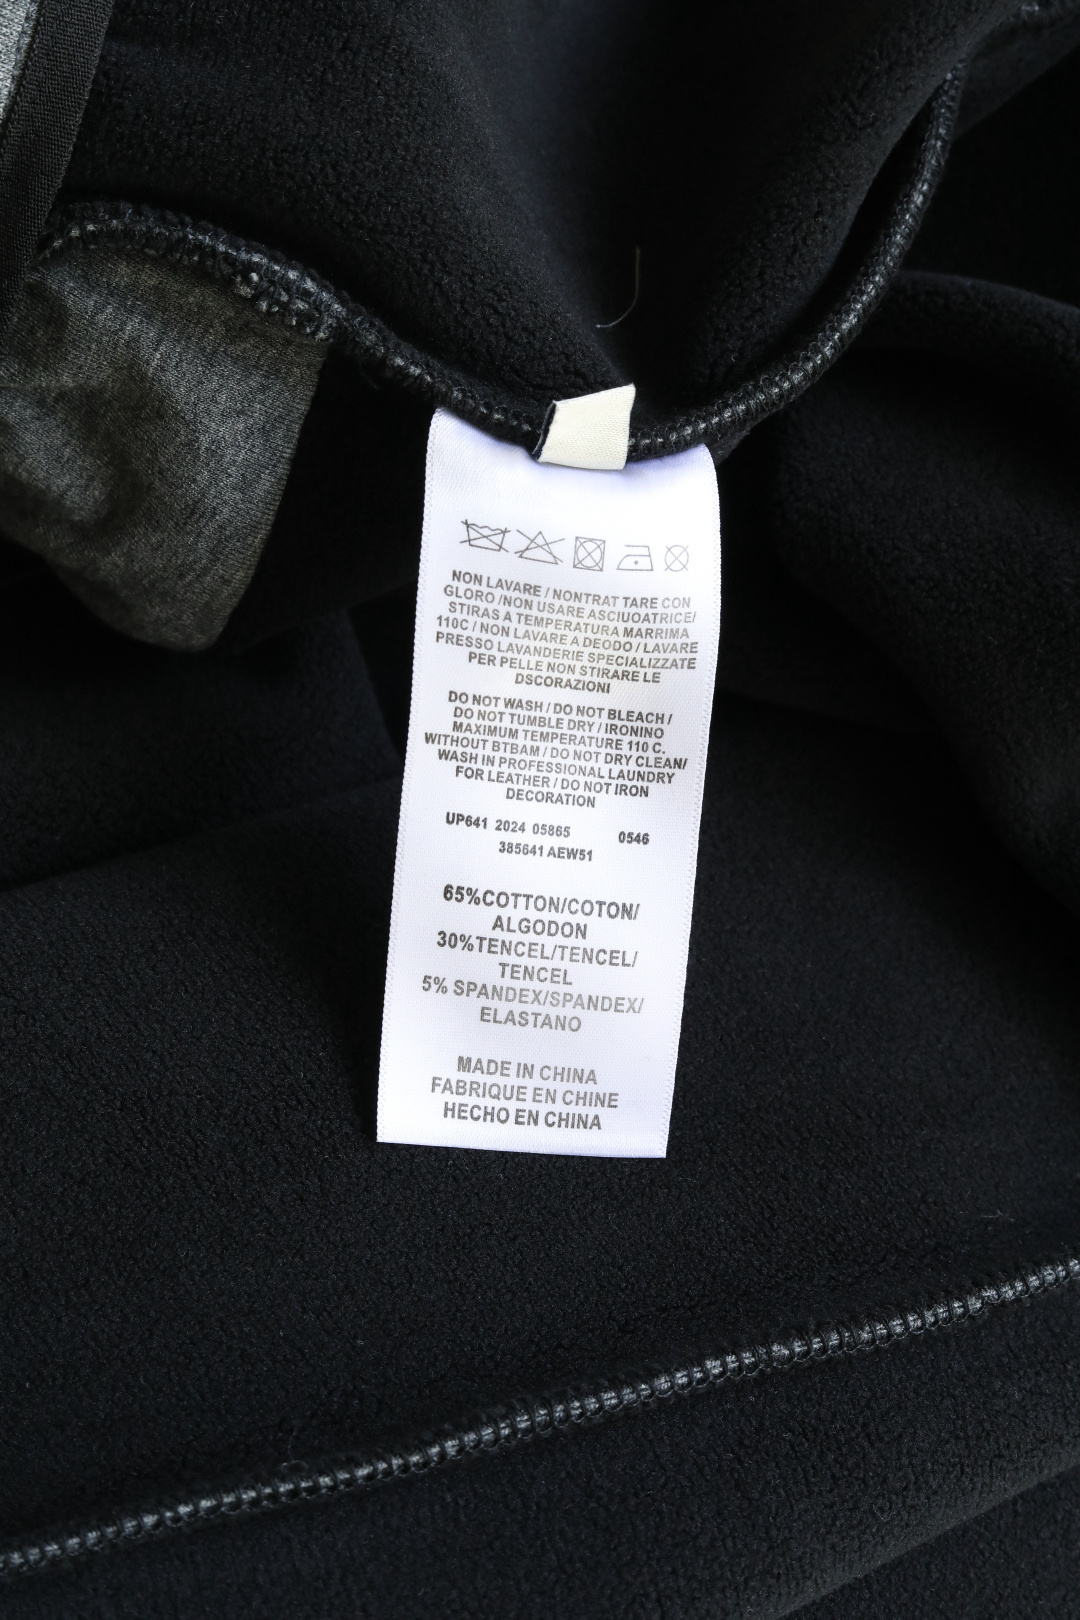 NON LAVARE / NONTRAT TARE CON
GLORO /NON USARE ASCIUOATRICE/
STIRAS A TEMPERATURA MARRIMA
110C / NON LAVARE A DEODO / LAVARE
PRESSO LAVANDERIE SPECIALIZZATE
PER PELLE NON STIRARE LE
DSCORAZIONI
DO NOT WASH / DO NOT BLEACH /
DO NOT TUMBLE DRY / IRONINO
MAXIMUM TEMPERATURE 110 C.
WITHOUT BTBAM / DO NOT DRY CLEAN/
WASH IN PROFESSIONAL LAUNDRY
FOR LEATHER / DO NOT IRON
DECORATION
UP641 2024 05865 0546
385641 AEW51
65%COTTON/COTON/
ALGODON
30%TENCEL/TENCEL/
TENCEL
5% SPANDEX/SPANDEX/
ELASTANO
MADE IN CHINA
FABRIQUE EN CHINE
HECHO EN CHINA